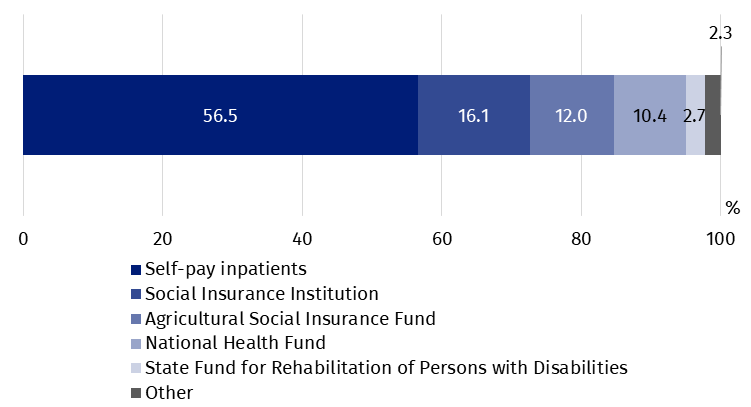 2.3
56.5 16.1 12.0 10.4 2.7
%
0 20 40 60 80 100
Self-pay inpatients
Social Insurance Institution
Agricultural Social Insurance Fund
National Health Fund
State Fund for Rehabilitation of Persons with Disabilities
Other